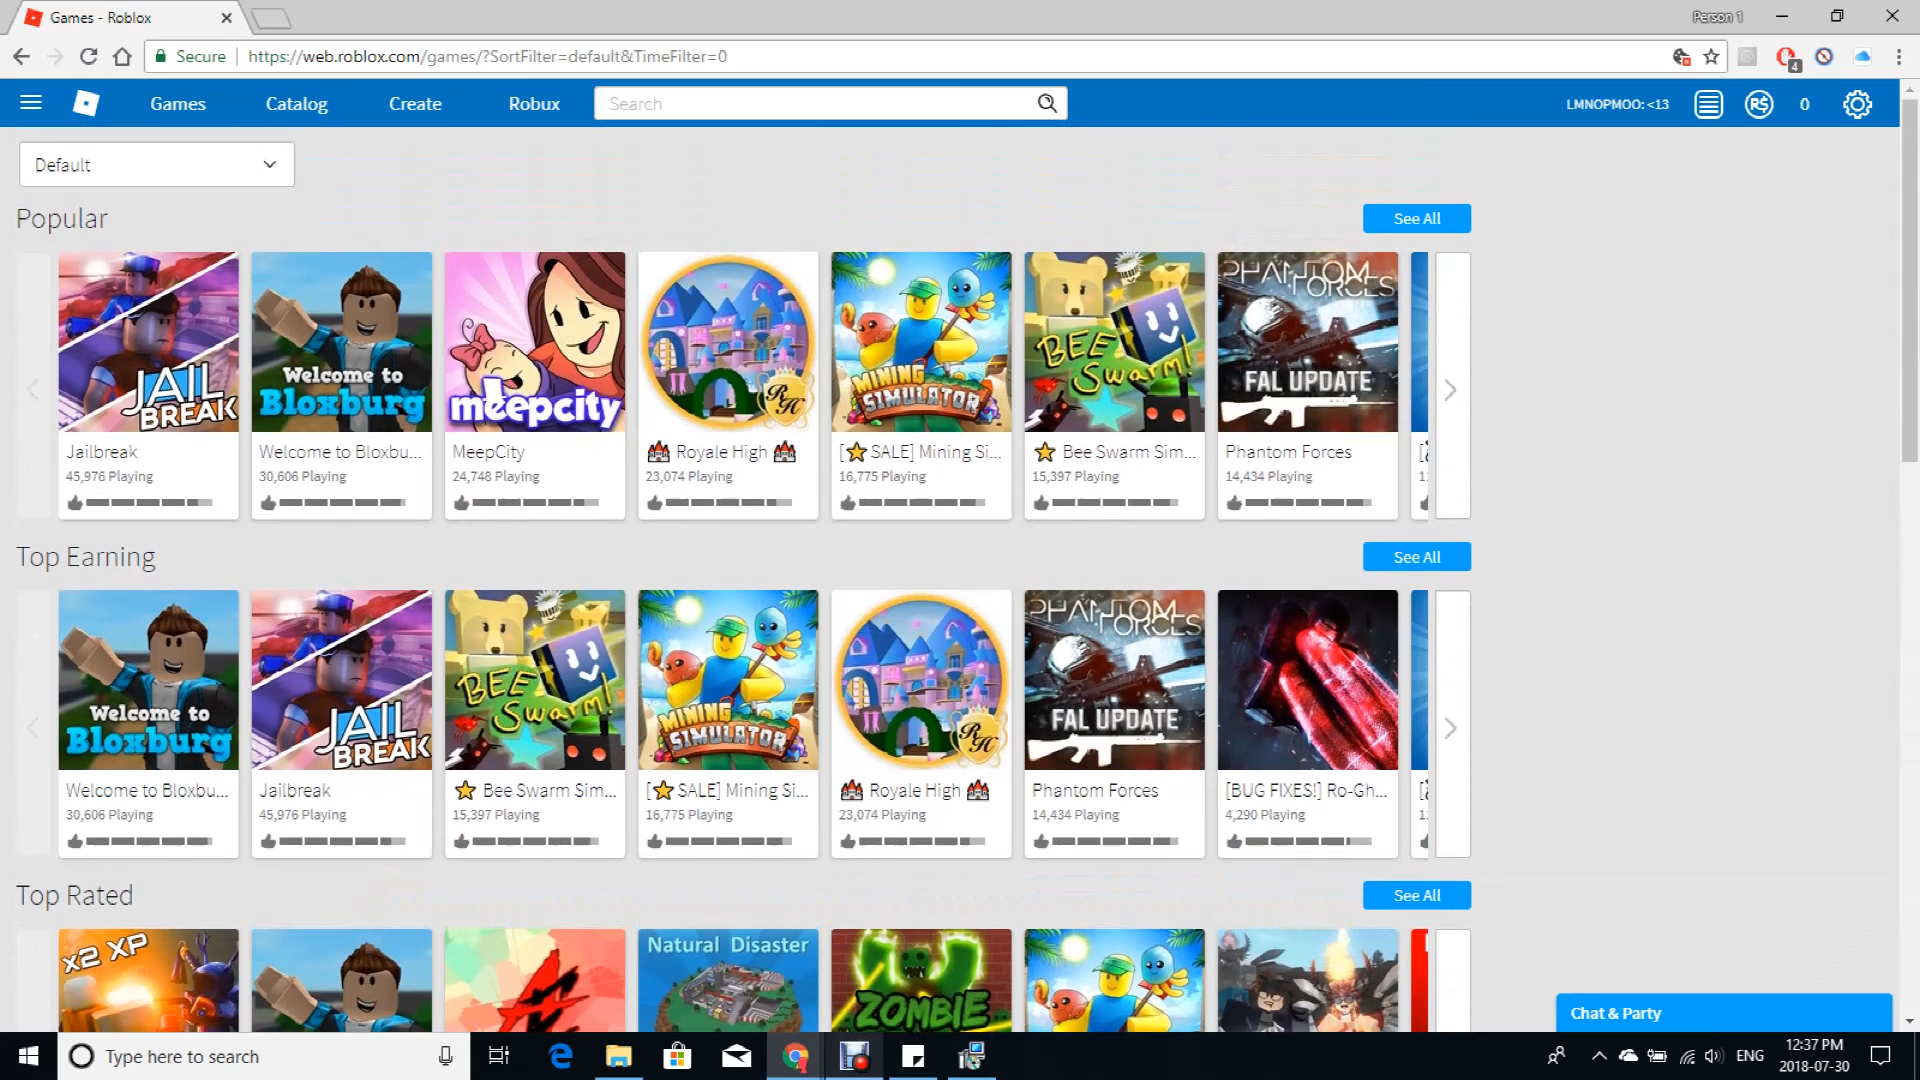 Games - Roblox
Person 1
Secure
https://web.roblox.com/games/?SortFilter=default&TimeFilter=0
4
Games
Catalog
Create
Robux
Search
LMNOPMOO: <13
R$
0
Default
Popular
See All
JAIL
BREAK
Welcome to
Bloxburg
meepcity
RH
MINING
SIMULATOR
BEE
Swarm!
PHANTOM
FORCES
FAL UPDATE
Jailbreak
Welcome to Bloxbu...
MeepCity
🏰 Royale High 🏰
[⭐SALE] Mining Si...
⭐ Bee Swarm Sim...
Phantom Forces
45,976 Playing
30,606 Playing
24,748 Playing
23,074 Playing
16,775 Playing
15,397 Playing
14,434 Playing
Top Earning
See All
Welcome to
Bloxburg
JAIL
BREAK
BEE
Swarm!
MINING
SIMULATOR
RH
PHANTOM
FORCES
FAL UPDATE
Welcome to Bloxbu...
Jailbreak
⭐ Bee Swarm Sim...
[⭐SALE] Mining Si...
🏰 Royale High 🏰
Phantom Forces
[BUG FIXES!] Ro-Gh...
30,606 Playing
45,976 Playing
15,397 Playing
16,775 Playing
23,074 Playing
14,434 Playing
4,290 Playing
Top Rated
See All
x2 XP
Natural Disaster
ZOMBIE
Chat & Party
Type here to search
ENG
12:37 PM
2018-07-30